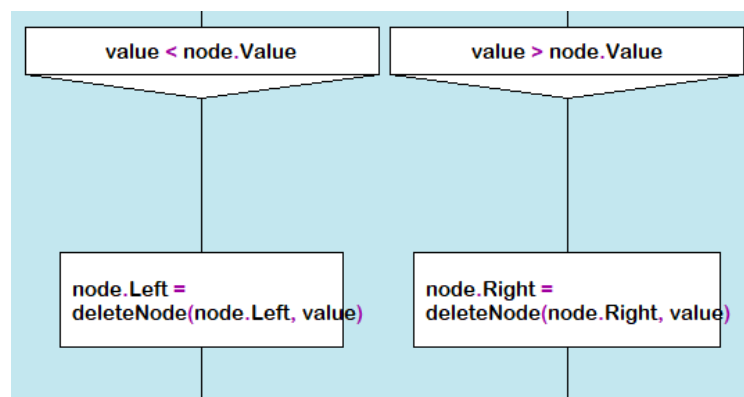 value < node.Value
value > node.Value
node.Left =
deleteNode(node.Left, value)
node.Right =
deleteNode(node.Right, value)